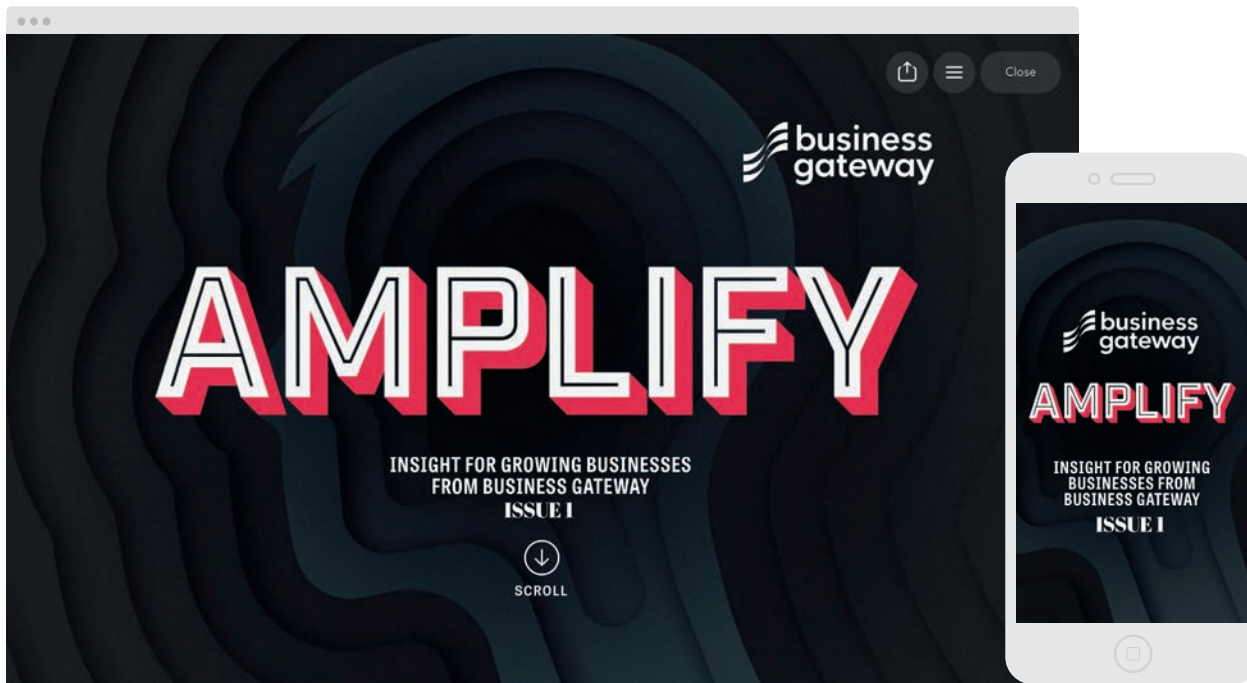 Close
business
gateway
AMPLIFY
INSIGHT FOR GROWING BUSINESSES
FROM BUSINESS GATEWAY
ISSUE 1
SCROLL
business
gateway
AMPLIFY
INSIGHT FOR GROWING
BUSINESSES FROM
BUSINESS GATEWAY
ISSUE 1